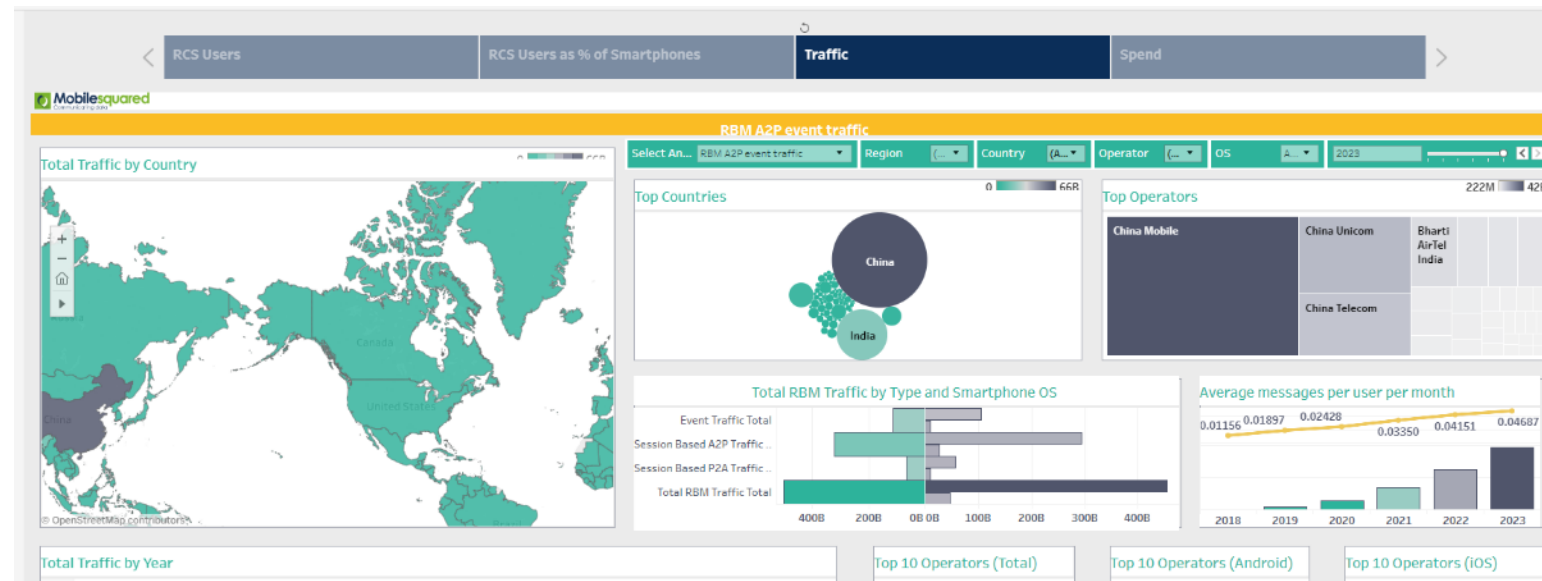 RCS Users
RCS Users as % of Smartphones
Traffic
Spend
Mobilesquared
RBM A2P event traffic
Total Traffic by Country
Select An... RBM A2P event traffic
Region (...
Country (A...
Operator (...
OS A...
2023
Top Countries
0 66B
China
India
Top Operators
222M
China Mobile
China Unicom
China Telecom
Bharti
AirTel
India
Canada
United States
China
Brazil
© OpenStreetMap contributors
Total RBM Traffic by Type and Smartphone OS
Event Traffic Total
Session Based A2P Traffic ..
Session Based P2A Traffic ..
Total RBM Traffic Total
400B 200B 0B 0B 100B 200B 300B 400B
Average messages per user per month
0.01156 0.01897 0.02428 0.03350 0.04151 0.04687
2018 2019 2020 2021 2022 2023
Total Traffic by Year
Top 10 Operators (Total)
Top 10 Operators (Android)
Top 10 Operators (iOS)